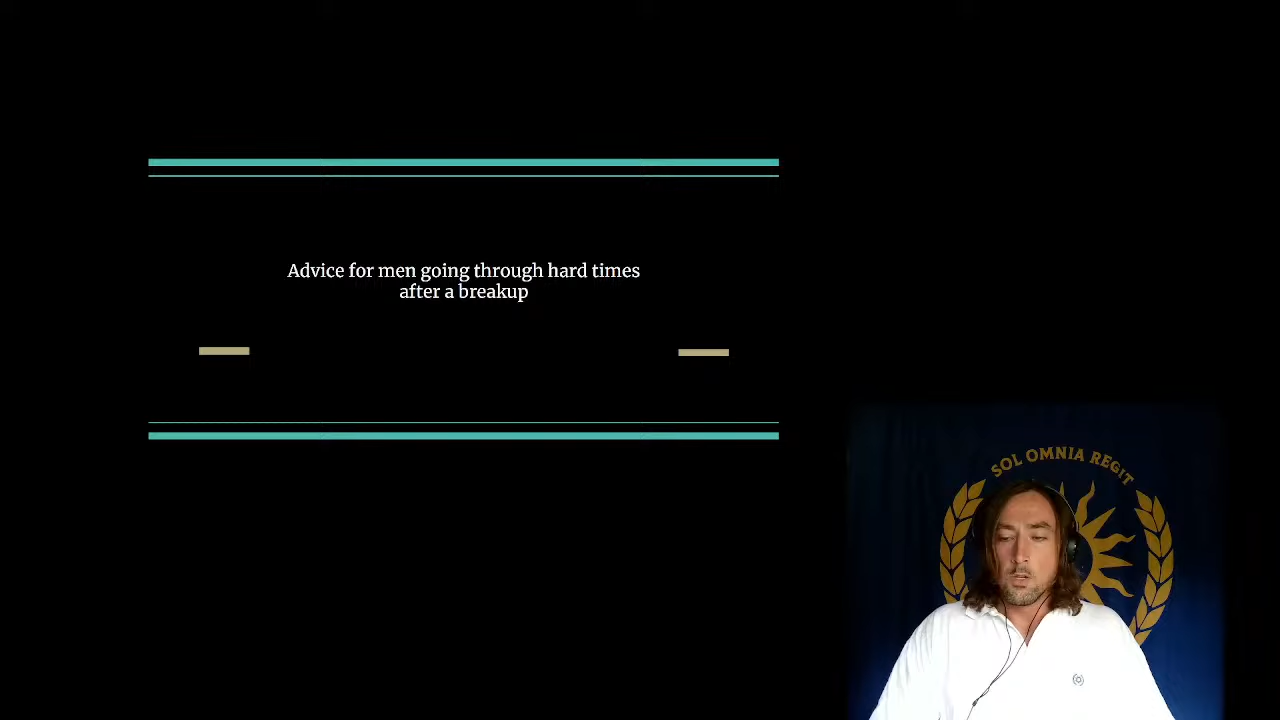 Advice for men going through hard times
after a breakup
SOL OMNIA REGIT